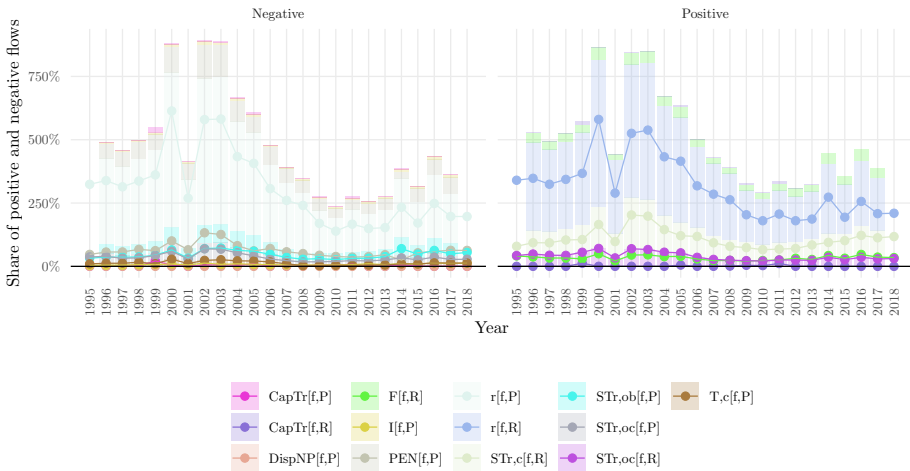 Negative
Positive
Share of positive and negative flows
750%
500%
250%
0%
1995 1996 1997 1998 1999 2000 2001 2002 2003 2004 2005 2006 2007 2008 2009 2010 2011 2012 2013 2014 2015 2016 2017 2018
1995 1996 1997 1998 1999 2000 2001 2002 2003 2004 2005 2006 2007 2008 2009 2010 2011 2012 2013 2014 2015 2016 2017 2018
Year
CapTr[f,P]
F[f,R]
r[f,P]
STr,ob[f,P]
T,c[f,P]
CapTr[f,R]
I[f,P]
r[f,R]
STr,oc[f,P]
DispNP[f,P]
PEN[f,P]
STr,c[f,R]
STr,oc[f,R]